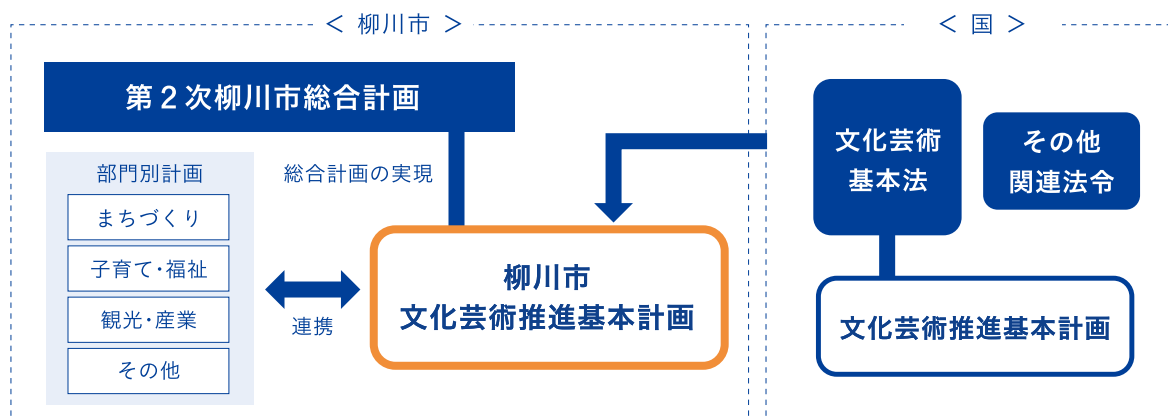 ＜ 柳川市 ＞
第２次柳川市総合計画
部門別計画
まちづくり
子育て・福祉
観光・産業
その他
総合計画の実現
連携
柳川市
文化芸術推進基本計画
＜ 国 ＞
文化芸術
基本法
その他
関連法令
文化芸術推進基本計画